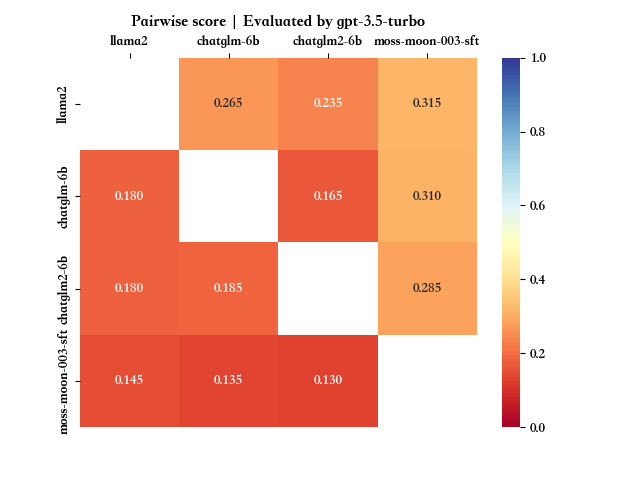 Pairwise score | Evaluated by gpt-3.5-turbo
llama2 chatglm-6b chatglm2-6b moss-moon-003-sft
llama2 0.265 0.235 0.315
chatglm-6b 0.180 0.165 0.310
chatglm2-6b 0.180 0.185 0.285
moss-moon-003-sft 0.145 0.135 0.130
1.0
0.8
0.6
0.4
0.2
0.0